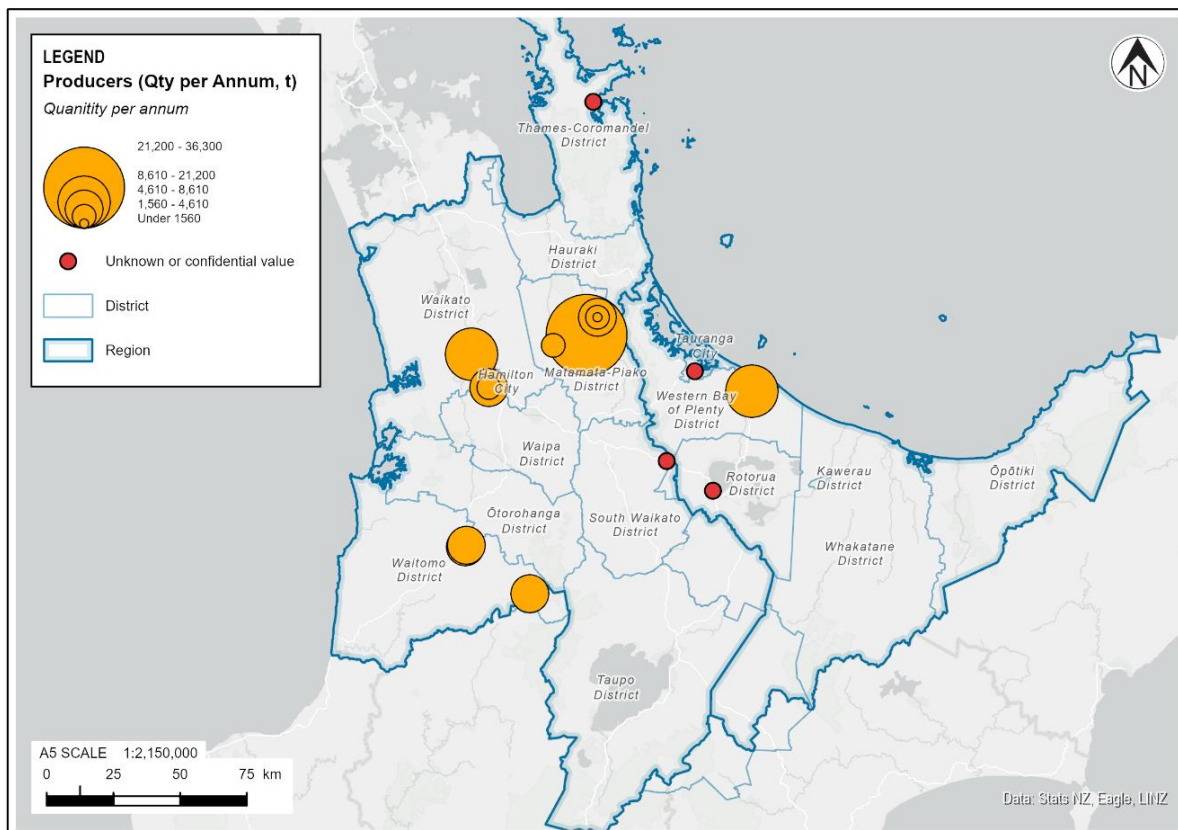 LEGEND
Producers (Qty per Annum, t)
Quanitity per annum
21,200 - 36,300
8,610 - 21,200
4,610 - 8,610
1,560 - 4,610
Under 1560
Unknown or confidential value
District
Region
N
Thames-Coromandel
District
Hauraki
District
Waikato
District
Tauranga
City
Hamilton
City
Matamata-Piako
District
Western Bay
of Plenty
District
Waipa
District
Rotorua
District
Kawerau
District
Ōpōtiki
District
Ōtorohanga
District
South Waikato
District
Whakatane
District
Waitomo
District
Taupo
District
A5 SCALE 1:2,150,000
0 25 50 75 km
Data: Stats NZ, Eagle, LINZ